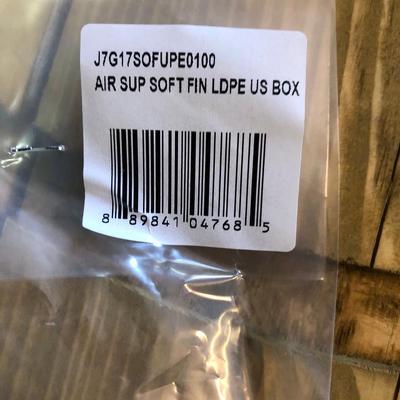 J7G17SOFUPE0100
AIR SUP SOFT FIN LDPE US BOX
8 89841 04768 5